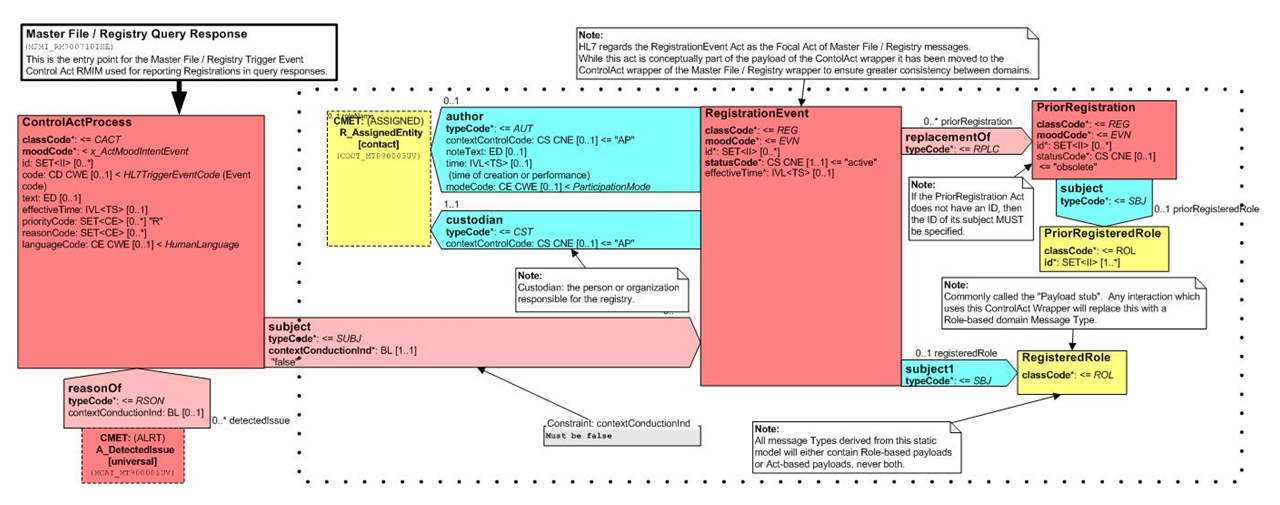 Master File / Registry Query Response
(MFMI_RM700710IHE)
This is the entry point for the Master File / Registry Trigger Event
Control Act RMIM used for reporting Registrations in query responses.
Note:
HL7 regards the RegistrationEvent Act as the Focal Act of Master File / Registry messages.
While this act is conceptually part of the payload of the ContolAct wrapper it has been moved to the
ControlAct wrapper of the Master File / Registry wrapper to ensure greater consistency between domains.
ControlActProcess
classCode*: <= CACT
moodCode*: < x_ActMoodIntentEvent
id: SET<II> [0..*]
code: CD CWE [0..1] < HL7TriggerEventCode (Event
code)
text: ED [0..1]
effectiveTime: IVL<TS> [0..1]
priorityCode: SET<CE> [0..*] "R"
reasonCode: SET<CE> [0..*]
languageCode: CE CWE [0..1] < HumanLanguage
CMET: (ASSIGNED)
R_AssignedEntity
[contact]
(COCT_MT090003UV)
0..1
author
typeCode*: <= AUT
contextControlCode: CS CNE [0..1] <= "AP"
noteText: ED [0..1]
time: IVL<TS> [0..1]
(time of creation or performance)
modeCode: CE CWE [0..1] < ParticipationMode
1..1
custodian
typeCode*: <= CST
contextControlCode: CS CNE [0..1] <= "AP"
Note:
Custodian: the person or organization
responsible for the registry.
RegistrationEvent
classCode*: <= REG
moodCode*: <= EVN
id*: SET<II> [0..*]
statusCode*: CS CNE [1..1] <= "active"
effectiveTime*: IVL<TS> [0..1]
0..* priorRegistration
replacementOf
typeCode*: <= RPLC
PriorRegistration
classCode*: <= REG
moodCode*: <= EVN
id*: SET<II> [0..*]
statusCode*: CS CNE [0..1]
<= "obsolete"
Note:
If the PriorRegistration Act
does not have an ID, then
the ID of its subject MUST
be specified.
subject
typeCode*: <= SBJ
0..1 priorRegisteredRole
PriorRegisteredRole
classCode*: <= ROL
id*: SET<II> [1..*]
Note:
Commonly called the "Payload stub". Any interaction which
uses this ControlAct Wrapper will replace this with a
Role-based domain Message Type.
subject
typeCode*: <= SUBJ
contextConductionInd*: BL [1..1]
"false"
0..1 registeredRole
subject1
typeCode*: <= SBJ
RegisteredRole
classCode*: <= ROL
reasonOf
typeCode*: <= RSON
contextConductionInd: BL [0..1]
0..* detectedIssue
CMET: (ALRT)
A_DetectedIssue
[universal]
(MCAI_MT900001UV)
Constraint: contextConductionInd
Must be false
Note:
All message Types derived from this static
model will either contain Role-based payloads
or Act-based payloads, never both.